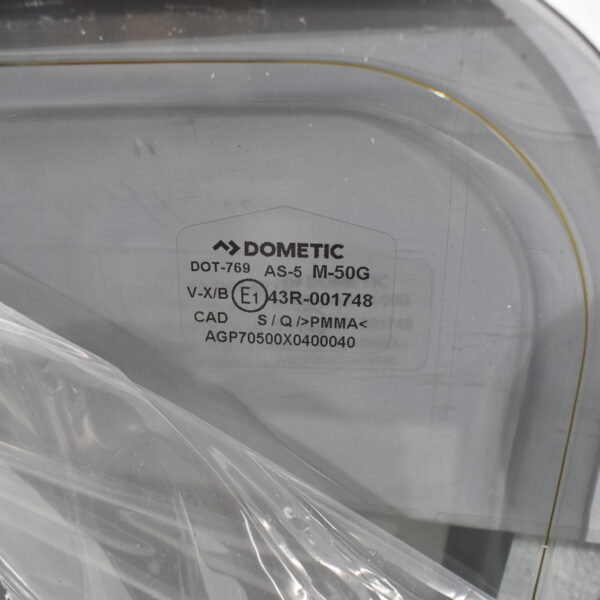 DOMETIC
DOT-769 AS-5 M-50G
V-X/B E1 43R-001748
CAD S / Q / >PMMA<
AGP70500X0400040